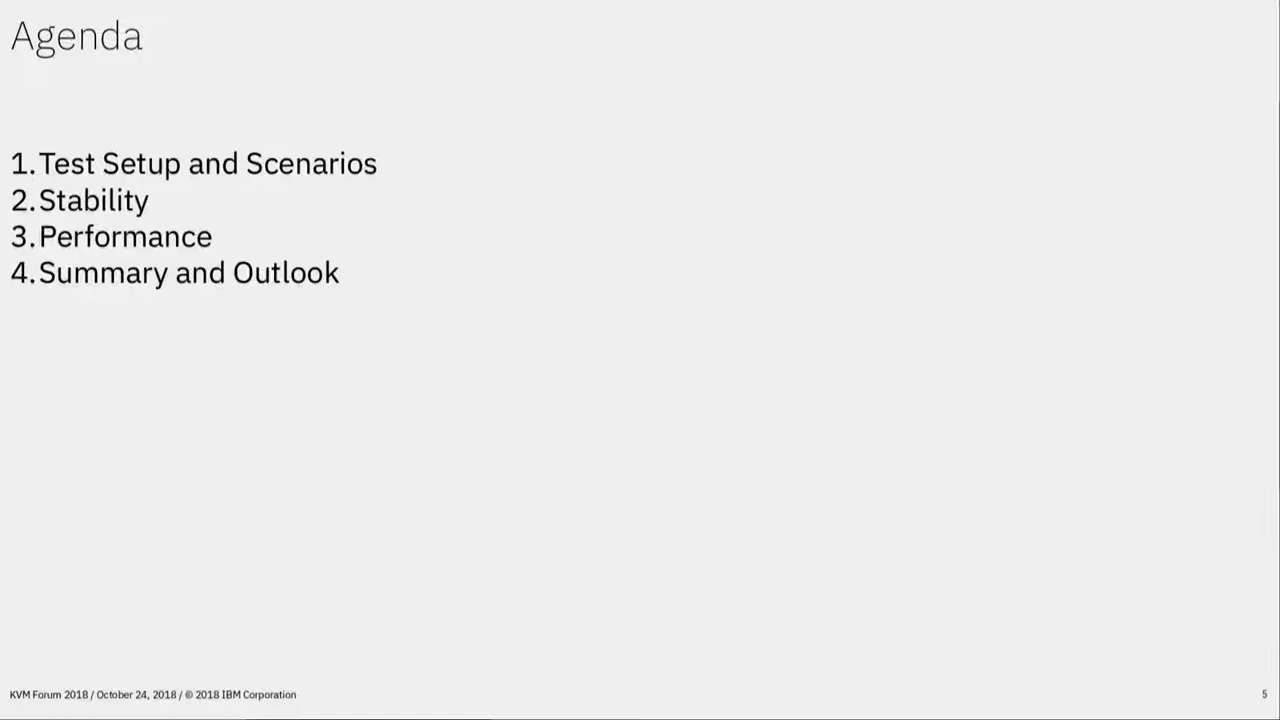 Agenda
1. Test Setup and Scenarios
2. Stability
3. Performance
4. Summary and Outlook
KVM Forum 2018 / October 24, 2018 / © 2018 IBM Corporation
5